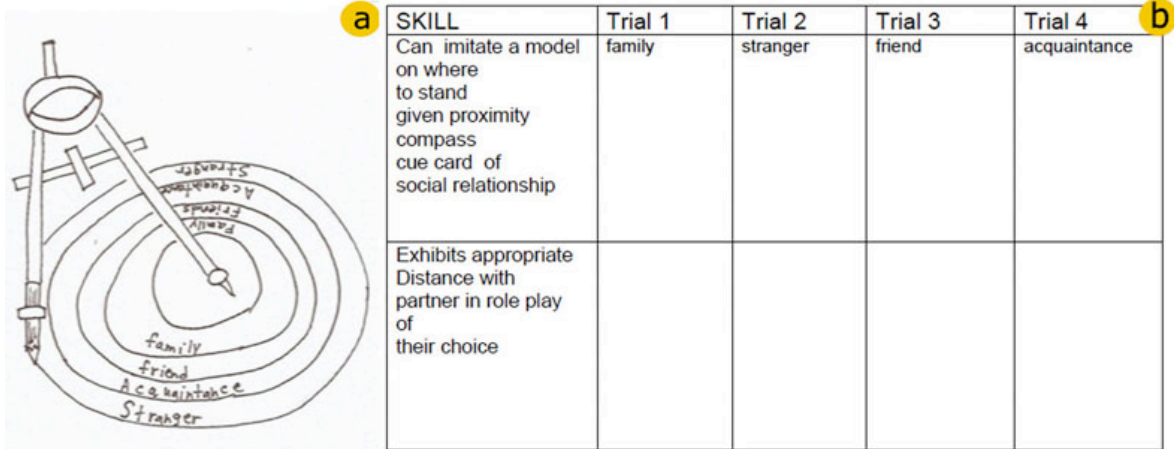 a
Stranger
Acquaintan
Friends
Family
family
friend
Acquaintance
Stranger
b
SKILL Trial 1 Trial 2 Trial 3 Trial 4
Can imitate a model family stranger friend acquaintance
on where
to stand
given proximity
compass
cue card of
social relationship
Exhibits appropriate
Distance with
partner in role play
of
their choice